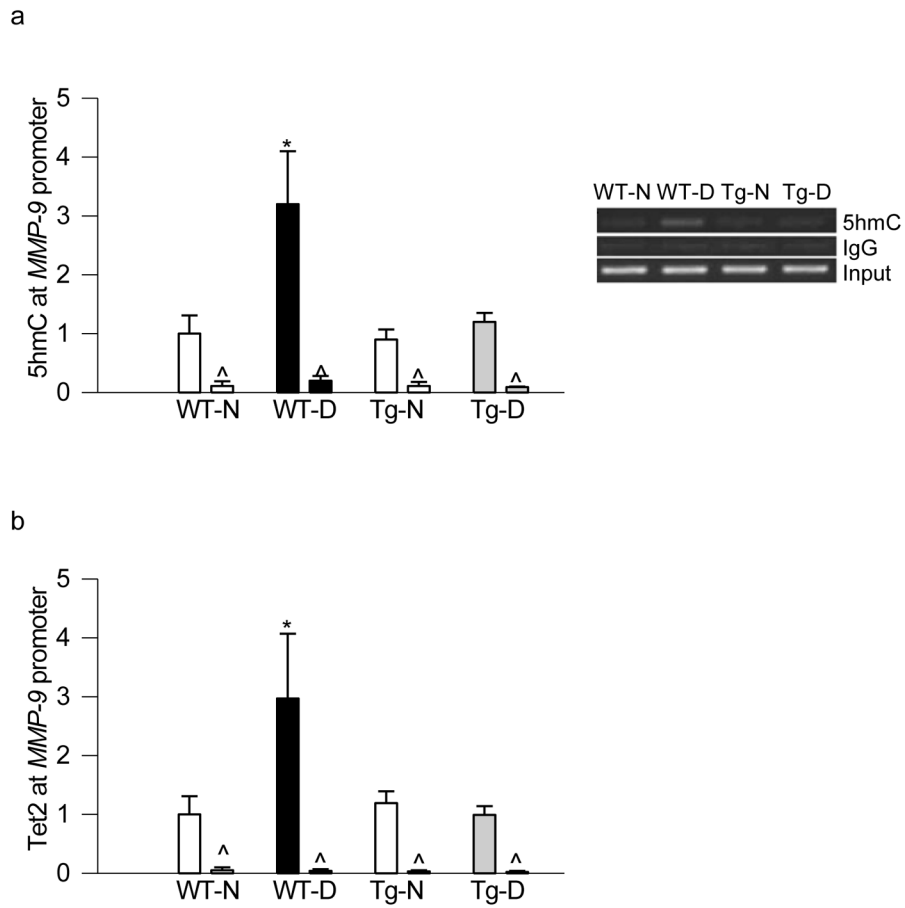 a
5hmC at MMP-9 promoter
5
4
3
2
1
0
*
^
^
^
^
WT-N WT-D Tg-N Tg-D
WT-N WT-D Tg-N Tg-D
5hmC
IgG
Input
b
Tet2 at MMP-9 promoter
5
4
3
2
1
0
*
^
^
^
^
WT-N WT-D Tg-N Tg-D